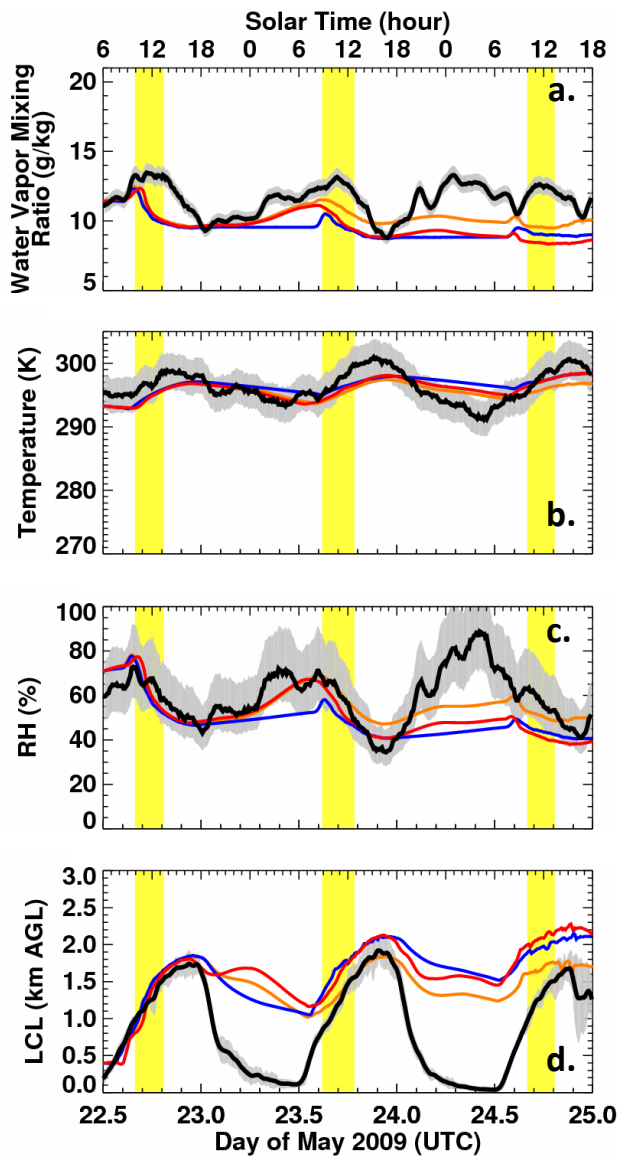 Solar Time (hour)
6 12 18 0 6 12 18 0 6 12 18
Water Vapor Mixing
Ratio (g/kg)
20
15
10
5
a.
Temperature (K)
300
290
280
270
b.
RH (%)
100
80
60
40
20
0
c.
LCL (km AGL)
3.0
2.5
2.0
1.5
1.0
0.5
0.0
d.
22.5 23.0 23.5 24.0 24.5 25.0
Day of May 2009 (UTC)